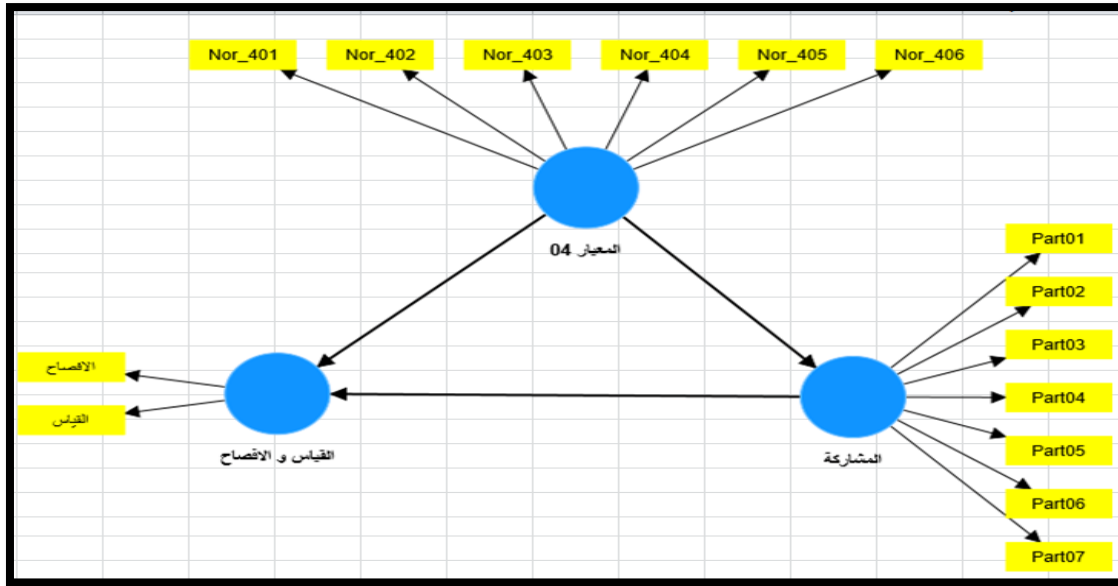 Nor_401 Nor_402 Nor_403 Nor_404 Nor_405 Nor_406
المعيار 04
Part01
Part02
Part03
Part04
Part05
Part06
Part07
المشاركة
الافصاح
القياس
القياس و الافصاح